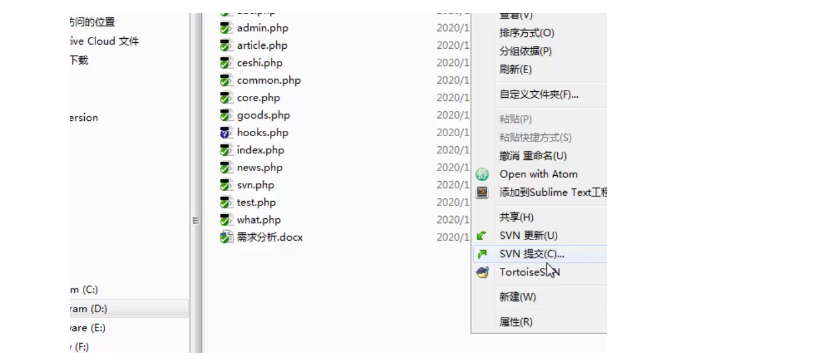 访问的位置
ive Cloud 文件
下载
ersion
m (C:)
ram (D:)
ware (E:)
(F:)
admin.php 2020/1
article.php 2020/1
ceshi.php 2020/1
common.php 2020/1
core.php 2020/1
goods.php 2020/1
hooks.php 2020/1
index.php 2020/1
news.php 2020/1
svn.php 2020/1
test.php 2020/1
what.php 2020/1
需求分析.docx 2020/1
查看(V)
排序方式(O)
分组依据(P)
刷新(E)
自定义文件夹(F)...
粘贴(P)
粘贴快捷方式(S)
撤消 重命名(U)
Open with Atom
添加到Sublime Text工程
共享(H)
SVN 更新(U)
SVN 提交(C)...
TortoiseSVN
新建(W)
属性(R)